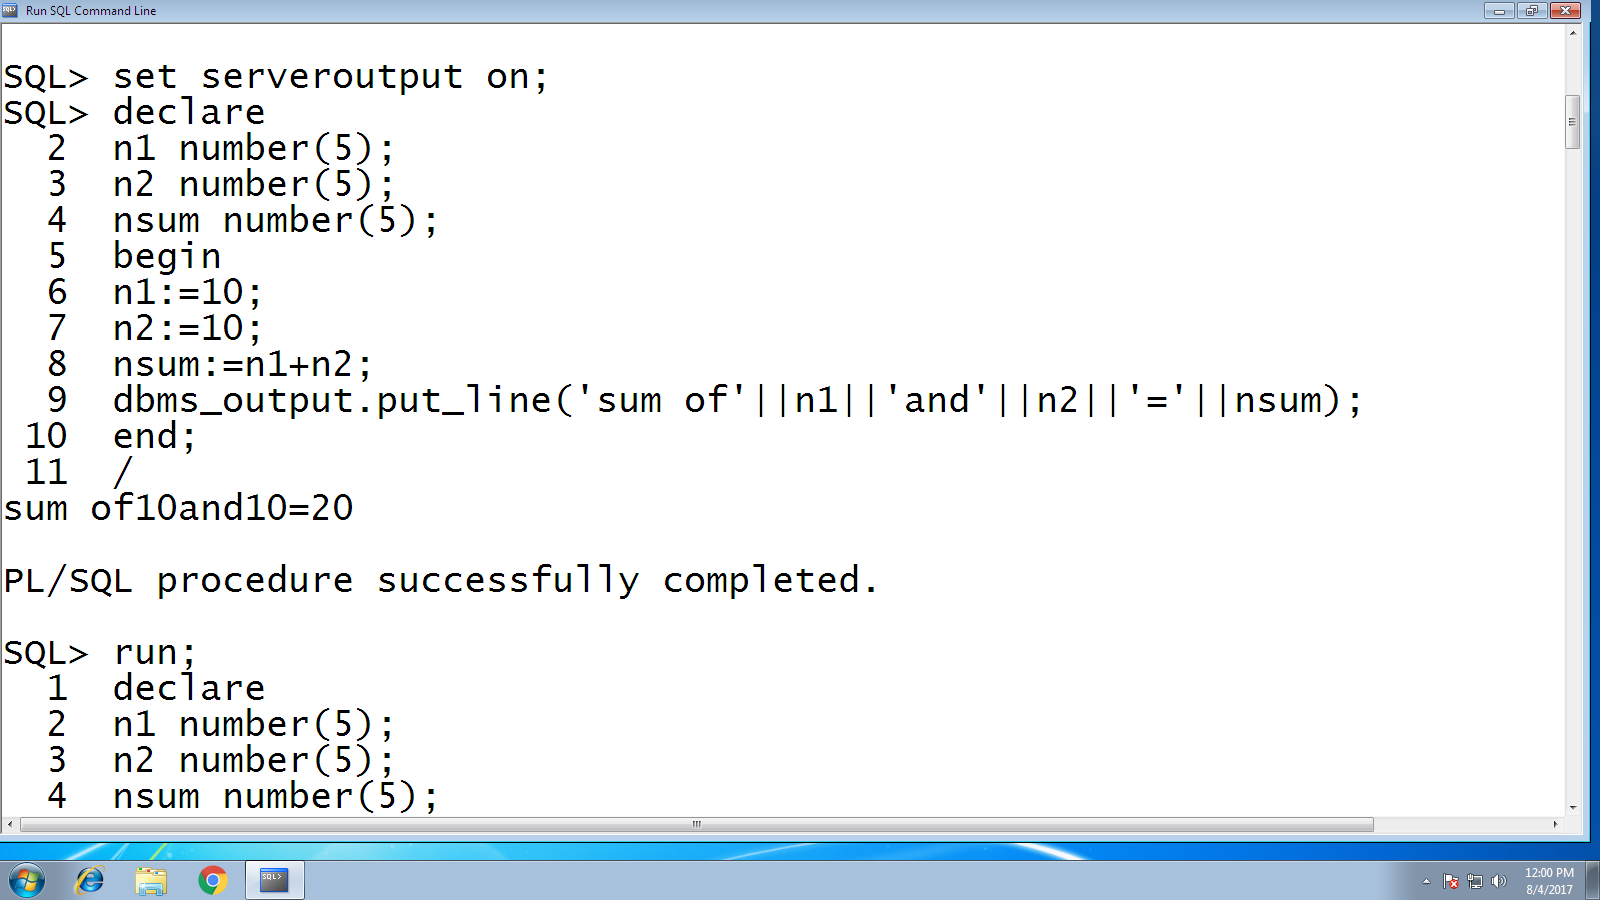 Run SQL Command Line
SQL> set serveroutput on;
SQL> declare
2 n1 number(5);
3 n2 number(5);
4 nsum number(5);
5 begin
6 n1:=10;
7 n2:=10;
8 nsum:=n1+n2;
9 dbms_output.put_line('sum of'||n1||'and'||n2||'='||nsum);
10 end;
11 /
sum of10and10=20
PL/SQL procedure successfully completed.
SQL> run;
1 declare
2 n1 number(5);
3 n2 number(5);
4 nsum number(5);
SQL>
12:00 PM
8/4/2017